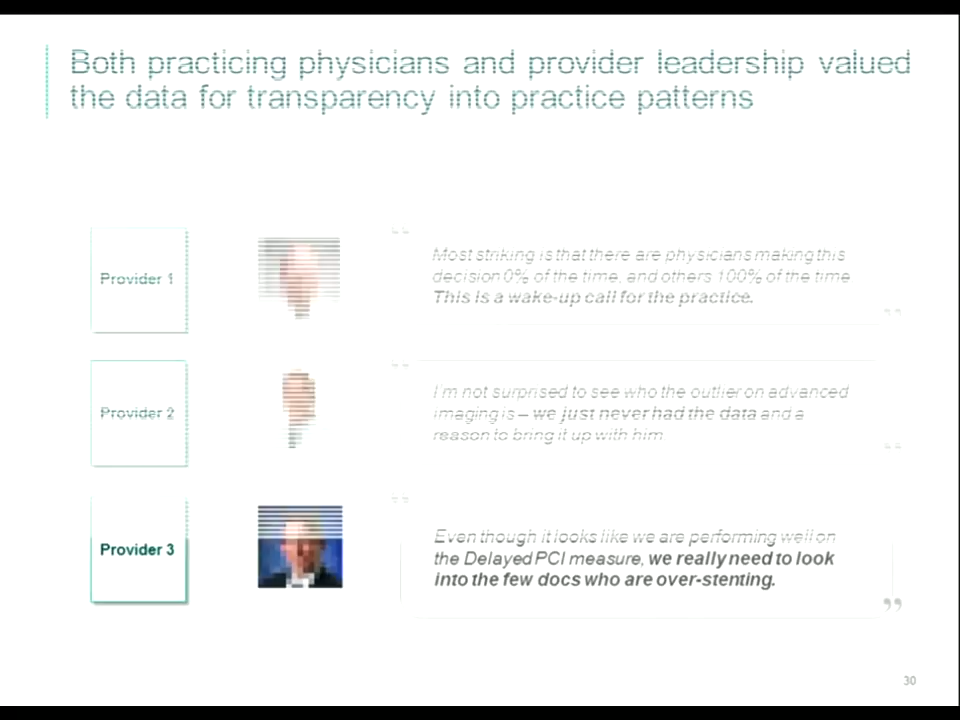 Both practicing physicians and provider leadership valued
the data for transparency into practice patterns
Provider 1
“
Most striking is that there are physicians making this
decision 0% of the time, and others 100% of the time
This is a wake-up call for the practice.
”
Provider 2
“
I'm not surprised to see who the outlier on advanced
imaging is – we just never had the data and a
reason to bring it up with him
”
Provider 3
“
Even though it looks like we are performing well on
the Delayed PCI measure, we really need to look
into the few docs who are over-stenting.
”
30